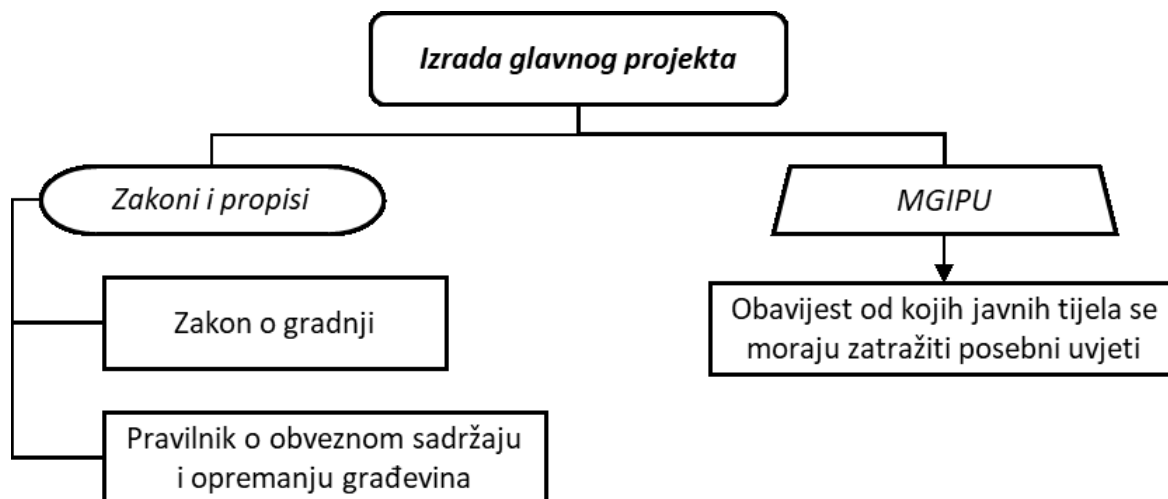 Izrada glavnog projekta
Zakoni i propisi
MGIPU
Zakon o gradnji
Obavijest od kojih javnih tijela se
moraju zatražiti posebni uvjeti
Pravilnik o obveznom sadržaju
i opremanju građevina